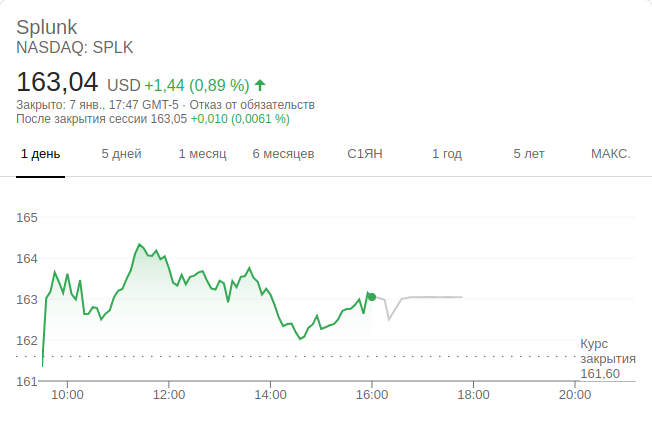 Splunk
NASDAQ: SPLK
163,04 USD +1,44 (0,89 %)
Закрыто: 7 янв., 17:47 GMT-5 · Отказ от обязательств
После закрытия сессии 163,05 +0,010 (0,0061 %)
1 день 5 дней 1 месяц 6 месяцев С1ЯН 1 год 5 лет МАКС.
165
164
163
162
Курс
закрытия
161,60
161
10:00 12:00 14:00 16:00 18:00 20:00